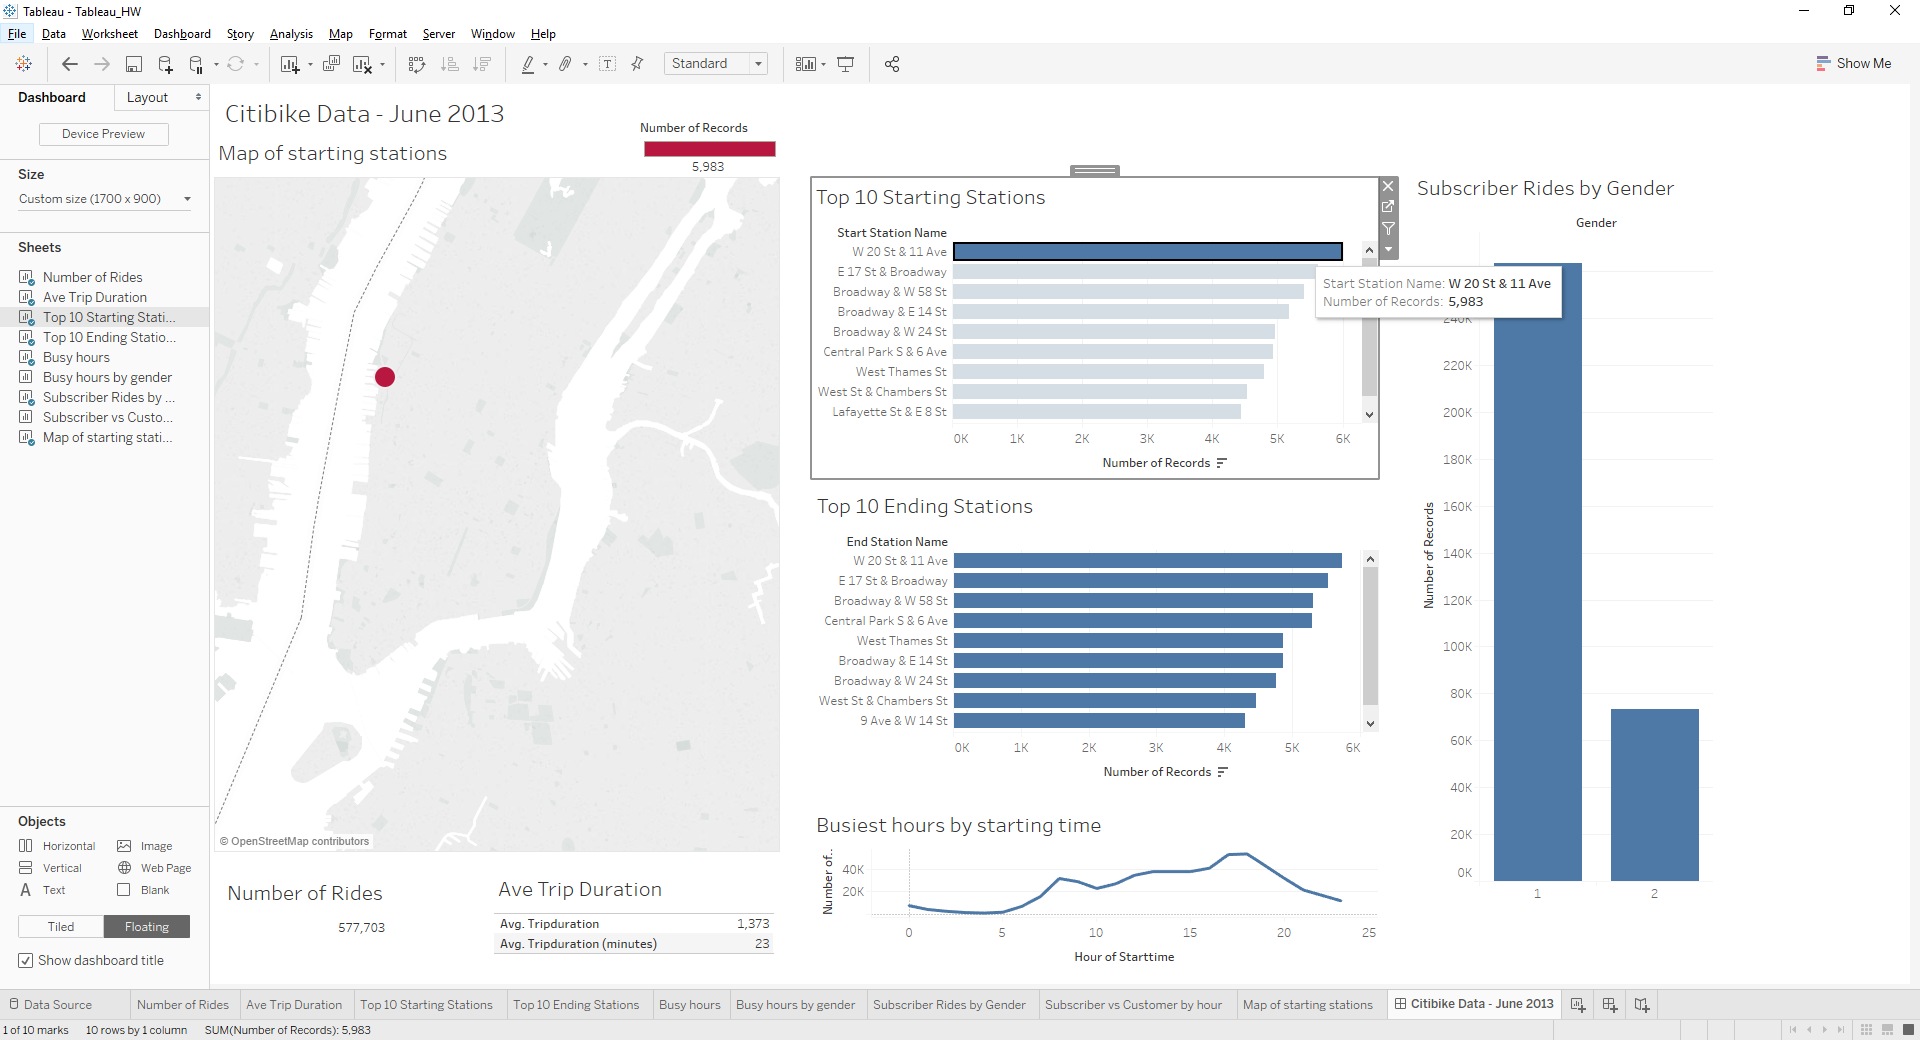 Tableau - Tableau_HW
File Data Worksheet Dashboard Story Analysis Map Format Server Window Help
Standard
Show Me
Dashboard
Layout
Device Preview
Size
Custom size (1700 x 900)
Sheets
Number of Rides
Ave Trip Duration
Top 10 Starting Stati...
Top 10 Ending Statio...
Busy hours
Busy hours by gender
Subscriber Rides by ...
Subscriber vs Custo...
Map of starting stati...
Objects
Horizontal Image
Vertical Web Page
A Text Blank
Tiled Floating
Show dashboard title
Citibike Data - June 2013
Map of starting stations
Number of Records
5,983
© OpenStreetMap contributors
Number of Rides
577,703
Ave Trip Duration
Avg. Tripduration 1,373
Avg. Tripduration (minutes) 23
Top 10 Starting Stations
Start Station Name
W 20 St & 11 Ave
E 17 St & Broadway
Broadway & W 58 St
Broadway & E 14 St
Broadway & W 24 St
Central Park S & 6 Ave
West Thames St
West St & Chambers St
Lafayette St & E 8 St
0K 1K 2K 3K 4K 5K 6K
Number of Records
Start Station Name: W 20 St & 11 Ave
Number of Records: 5,983
Top 10 Ending Stations
End Station Name
W 20 St & 11 Ave
E 17 St & Broadway
Broadway & W 58 St
Central Park S & 6 Ave
West Thames St
Broadway & E 14 St
Broadway & W 24 St
West St & Chambers St
9 Ave & W 14 St
0K 1K 2K 3K 4K 5K 6K
Number of Records
Busiest hours by starting time
Number of..
40K
20K
0 5 10 15 20 25
Hour of Starttime
Subscriber Rides by Gender
Gender
Number of Records
240K
220K
200K
180K
160K
140K
120K
100K
80K
60K
40K
20K
0K
1 2
Data Source Number of Rides Ave Trip Duration Top 10 Starting Stations Top 10 Ending Stations Busy hours Busy hours by gender Subscriber Rides by Gender Subscriber vs Customer by hour Map of starting stations Citibike Data - June 2013
1 of 10 marks 10 rows by 1 column SUM(Number of Records): 5,983